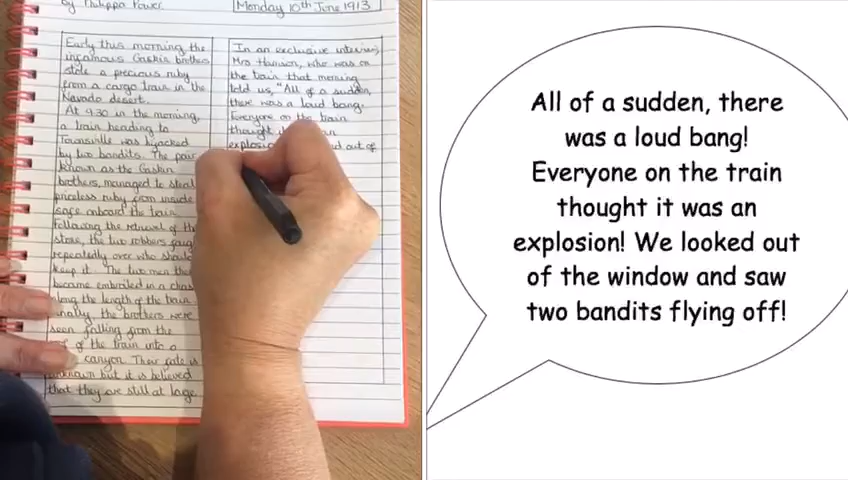 by Philippa Power
Monday 10th June 1913
Early this morning, the
infamous Gaskin brothers
stole a precious ruby
from a cargo train in the
Navado desert.
At 9:30 in the morning,
a train heading to
Townsville was hijacked
by two bandits. The pair
known as the Gaskin
brothers, managed to steal
priceless ruby from inside
safe onboard the train.
Following the retrieval of the
stone, the two robbers
repeatedly over who should
keep it. The two men then
became embroiled in a
along the length of the train
the brothers were
seen falling from the
of the train into a
canyon. Their fate is
unknown but it is believed
that they are still at large.
In an exclusive interview,
Mrs Hanson, who was on
the train that morning
told us, "All of a sudden,
there was a loud bang.
Everyone on the train
thought it
out of
All of a sudden, there
was a loud bang!
Everyone on the train
thought it was an
explosion! We looked out
of the window and saw
two bandits flying off!